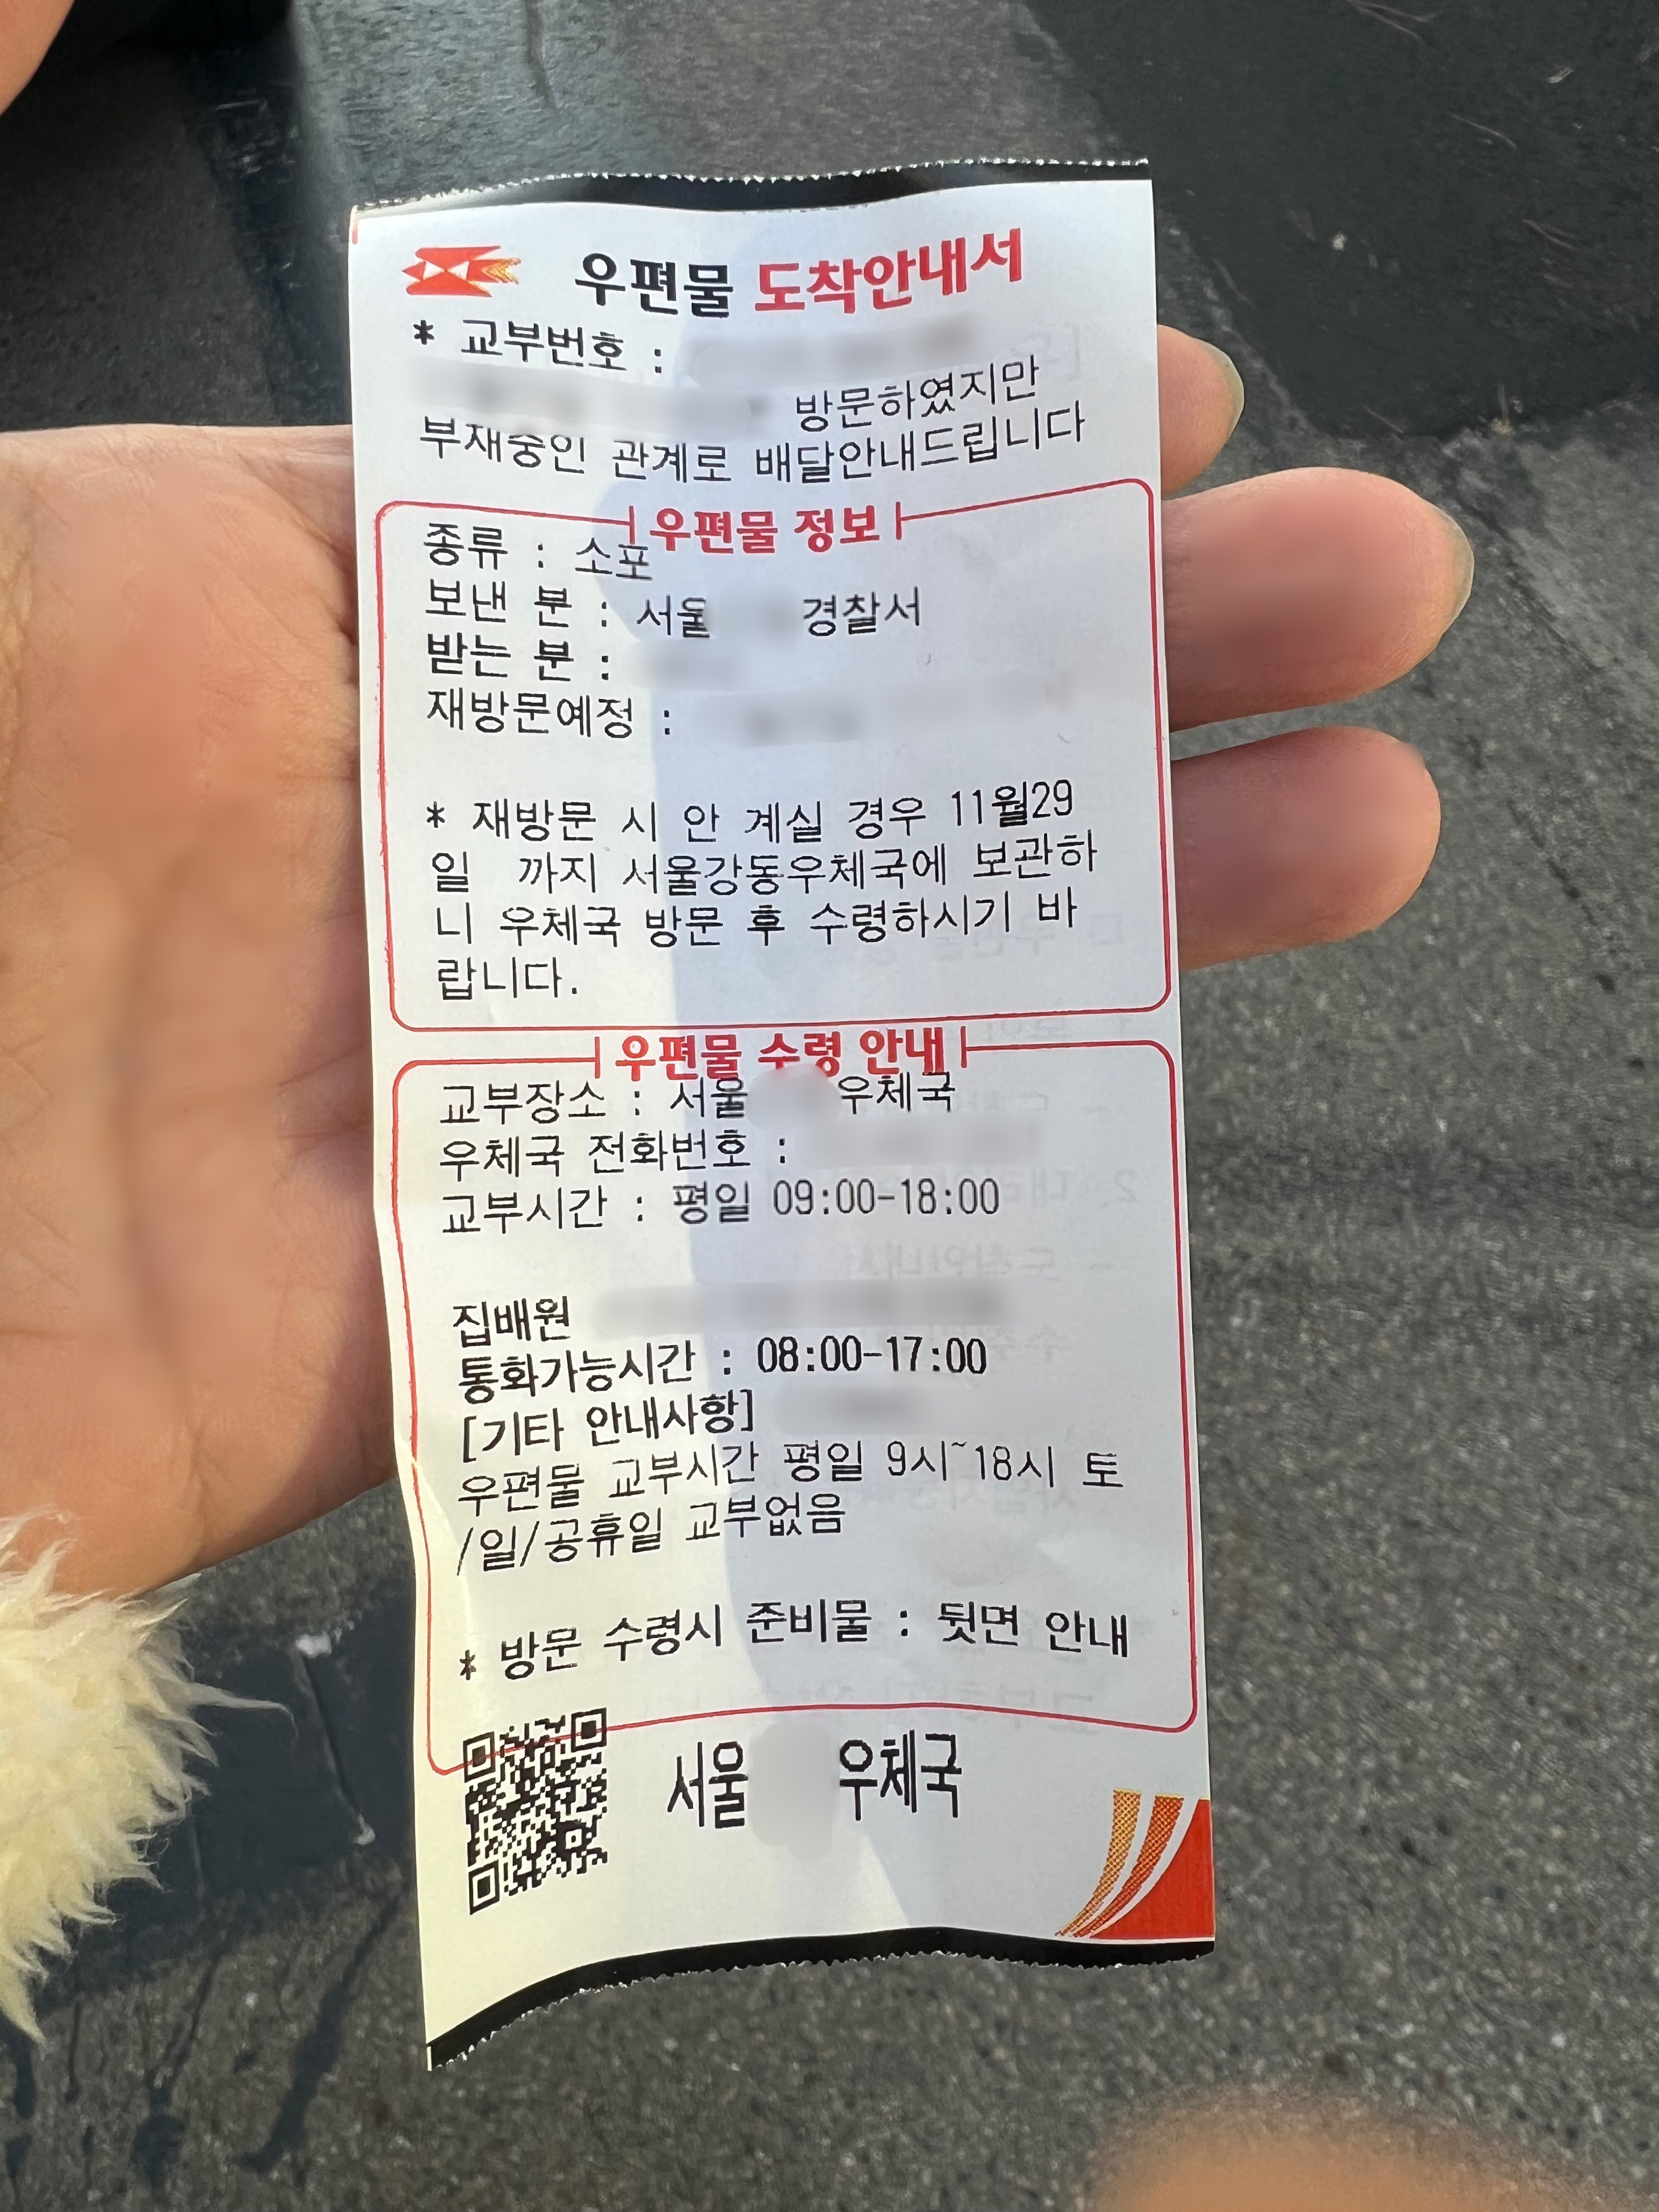 우편물 도착안내서
* 교부번호 :
방문하였지만
부재중인 관계로 배달안내드립니다
우편물 정보
종류 : 소포
보낸 분 : 서울 경찰서
받는 분 :
재방문예정 :
* 재방문 시 안 계실 경우 11월29
일 까지 서울강동우체국에 보관하
니 우체국 방문 후 수령하시기 바
랍니다.
우편물 수령 안내
교부장소 : 서울 우체국
우체국 전화번호 :
교부시간 : 평일 09:00-18:00
집배원
통화가능시간 : 08:00-17:00
[기타 안내사항]
우편물 교부시간 평일 9시~18시 토
/일/공휴일 교부없음
* 방문 수령시 준비물 : 뒷면 안내
서울 우체국